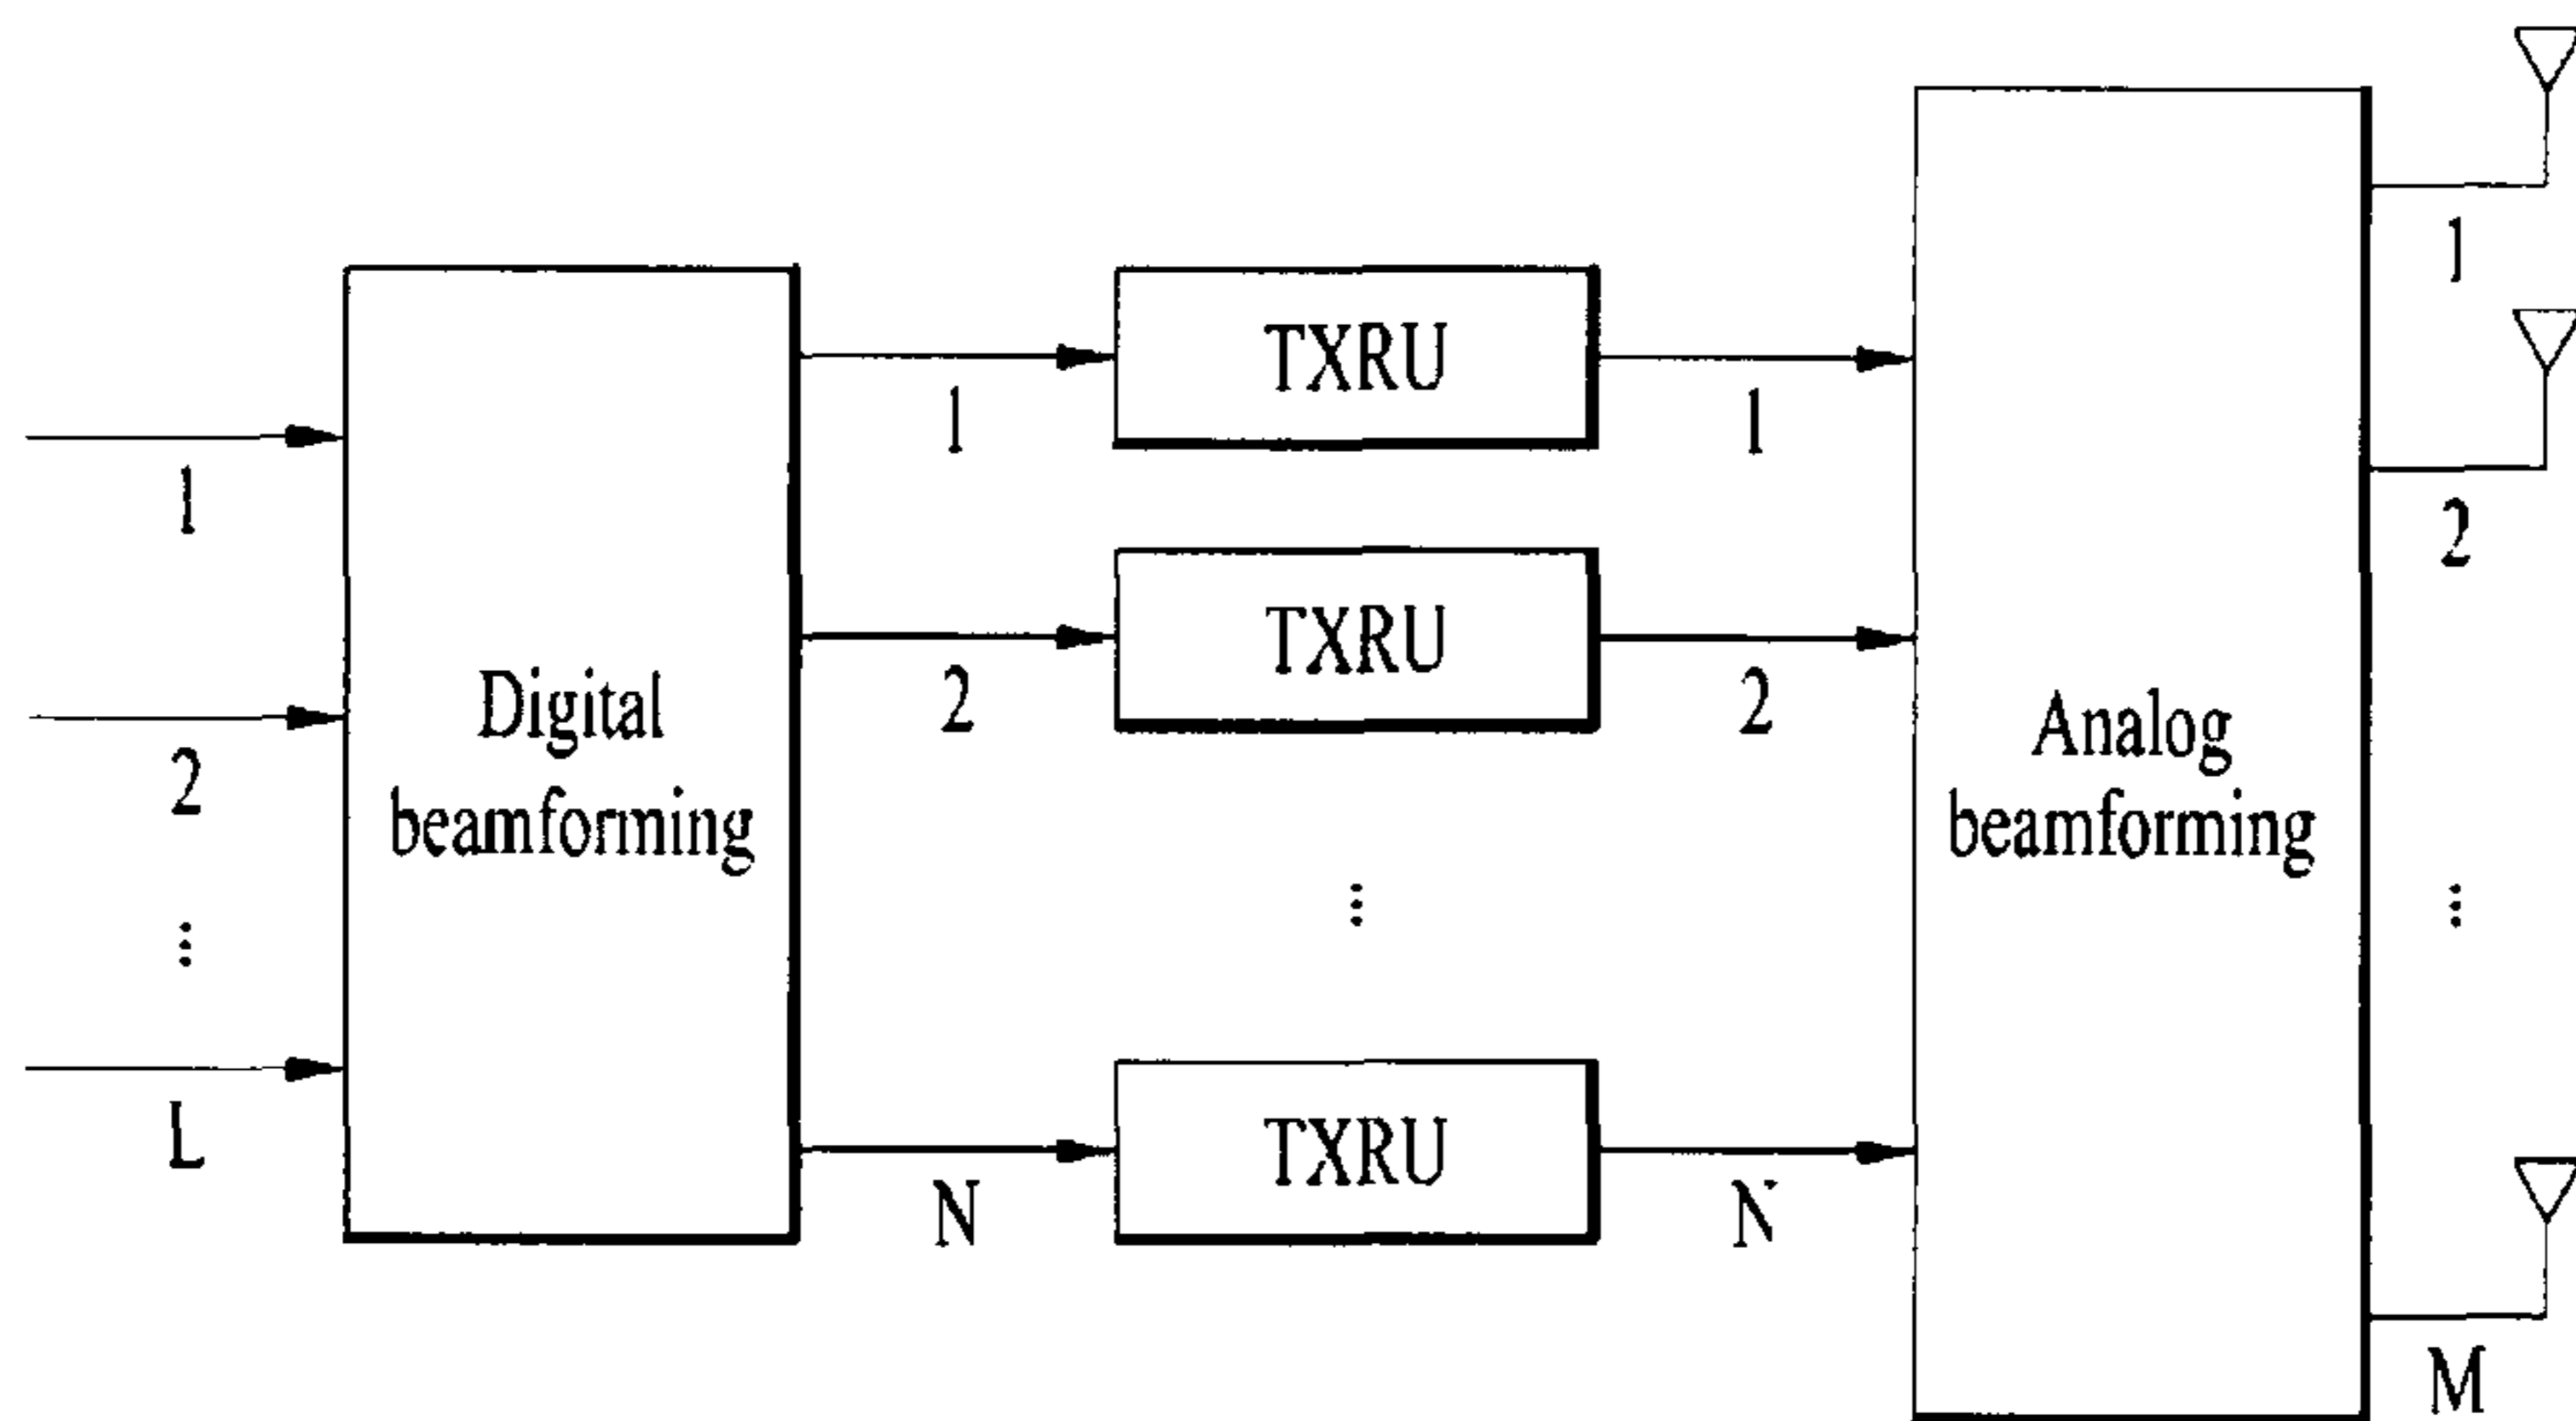 1
2
⋮
L
Digital
beamforming
1
2
N
TXRU
TXRU
⋮
TXRU
1
2
N
Analog
beamforming
1
2
⋮
M